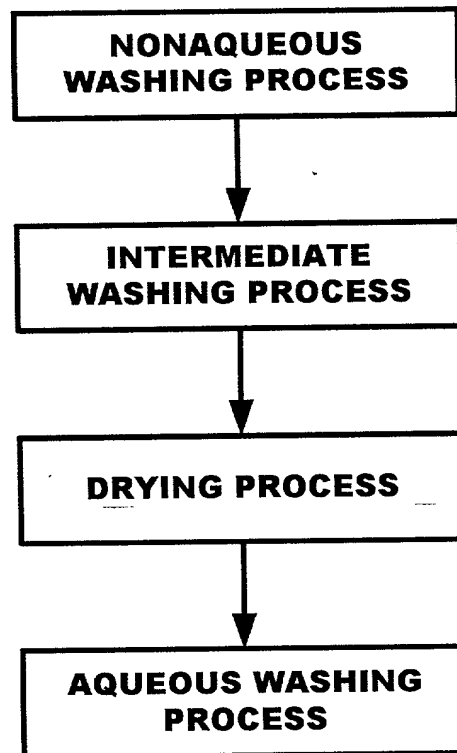 NONAQUEOUS
WASHING PROCESS
INTERMEDIATE
WASHING PROCESS
DRYING PROCESS
AQUEOUS WASHING
PROCESS